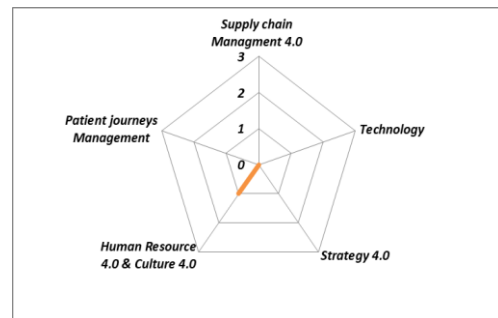 Supply chain
Managment 4.0
3
2
1
0
Patient journeys
Management
Technology
Human Resource
4.0 & Culture 4.0
Strategy 4.0